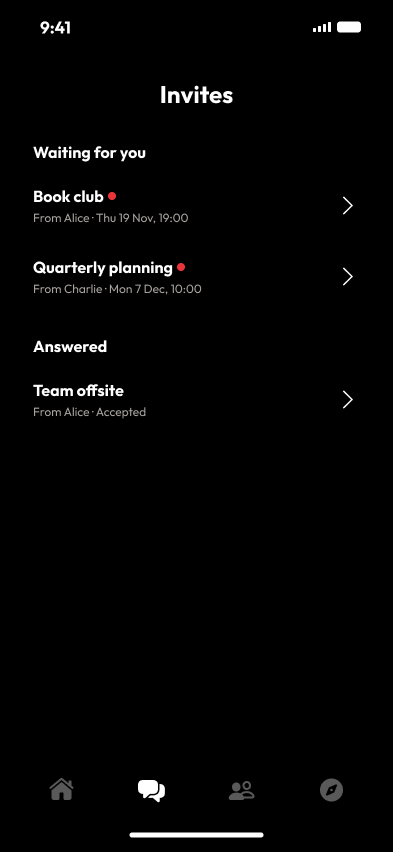 9:41
Invites
Waiting for you
Book club
From Alice · Thu 19 Nov, 19:00
Quarterly planning
From Charlie · Mon 7 Dec, 10:00
Answered
Team offsite
From Alice · Accepted